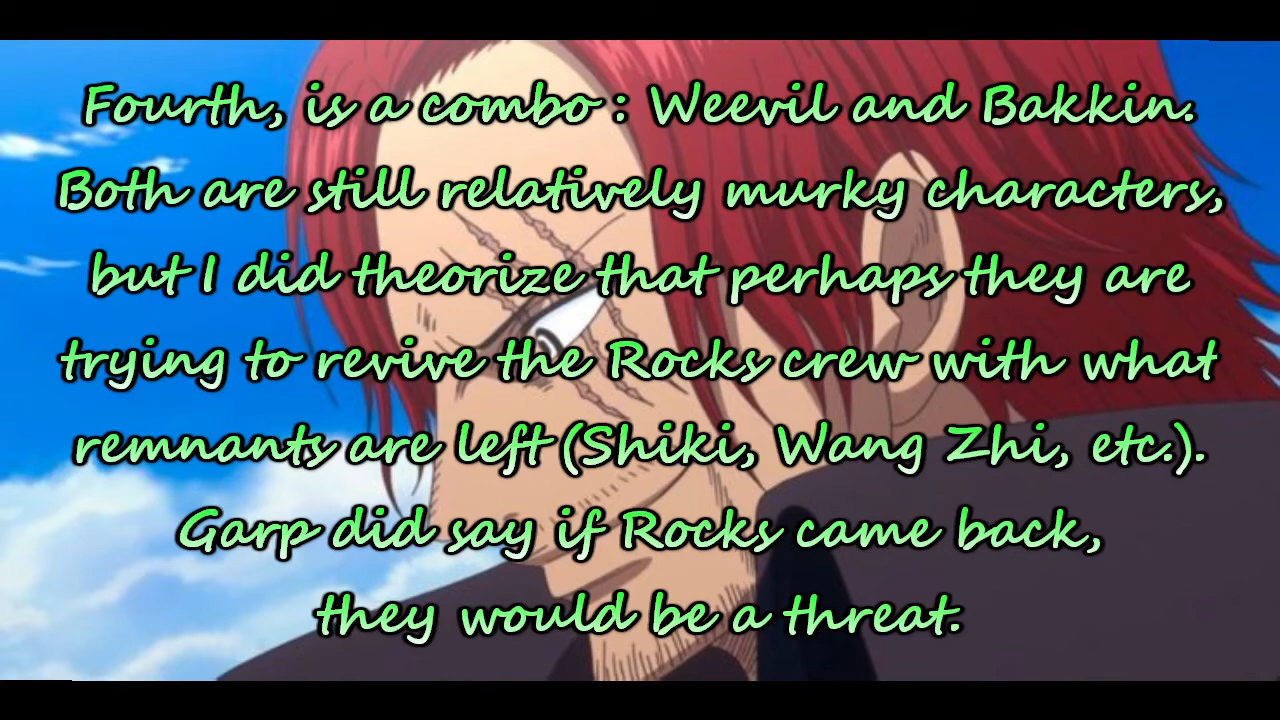 Fourth, is a combo : Weevil and Bakkin.
Both are still relatively murky characters,
but I did theorize that perhaps they are
trying to revive the Rocks crew with what
remnants are left (Shiki, Wang Zhi, etc.).
Garp did say if Rocks came back,
they would be a threat.